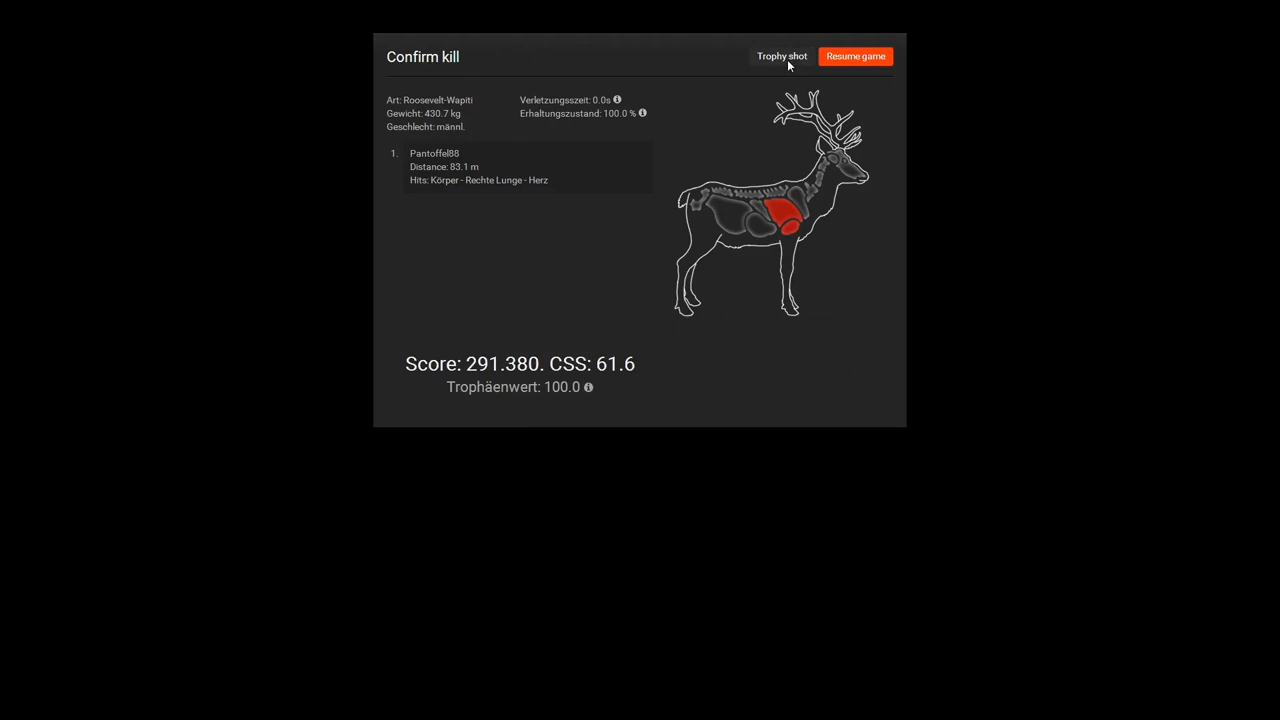 Confirm kill
Trophy shot
Resume game
Art: Roosevelt-Wapiti
Gewicht: 430.7 kg
Geschlecht: männl.
Verletzungsszeit: 0.0s
Erhaltungszustand: 100.0 %
1. Pantoffel88
Distance: 83.1 m
Hits: Körper - Rechte Lunge - Herz
Score: 291.380. CSS: 61.6
Trophäenwert: 100.0